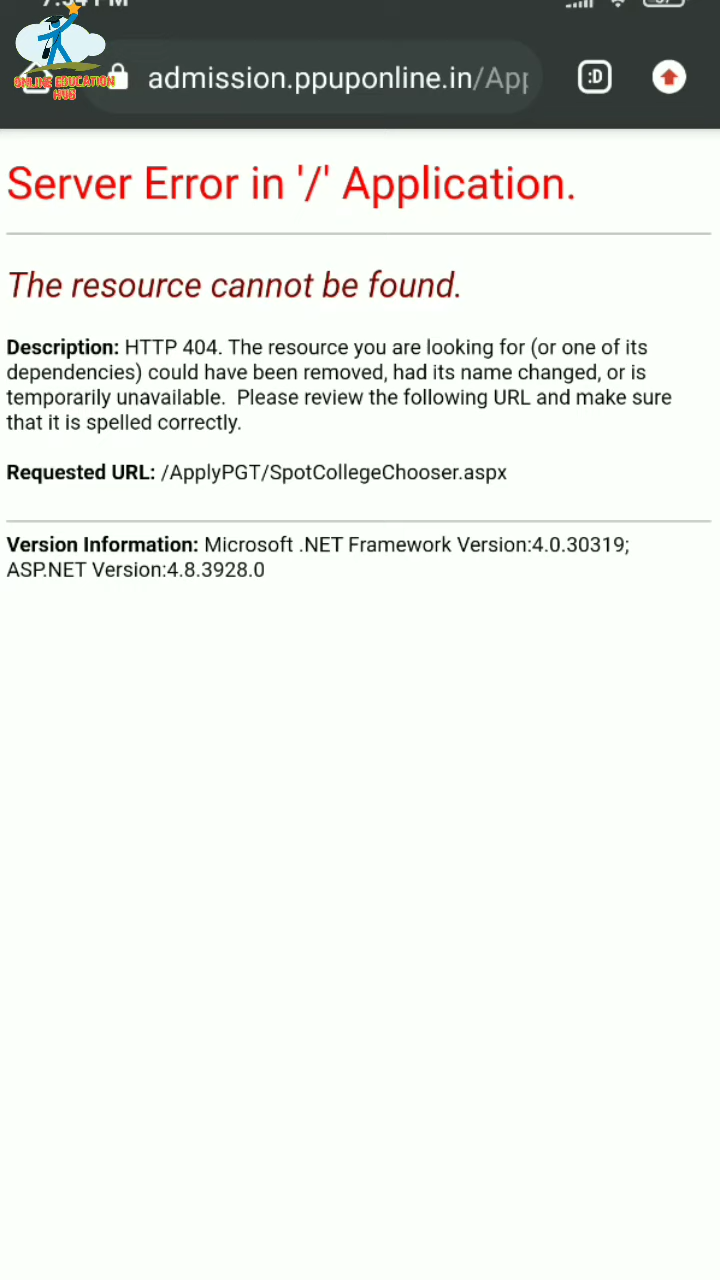 ONLINE EDUCATION
HUB
admission.ppuponline.in/App
:D
Server Error in '/' Application.
The resource cannot be found.
Description: HTTP 404. The resource you are looking for (or one of its
dependencies) could have been removed, had its name changed, or is
temporarily unavailable.  Please review the following URL and make sure
that it is spelled correctly.
Requested URL: /ApplyPGT/SpotCollegeChooser.aspx
Version Information: Microsoft .NET Framework Version:4.0.30319;
ASP.NET Version:4.8.3928.0